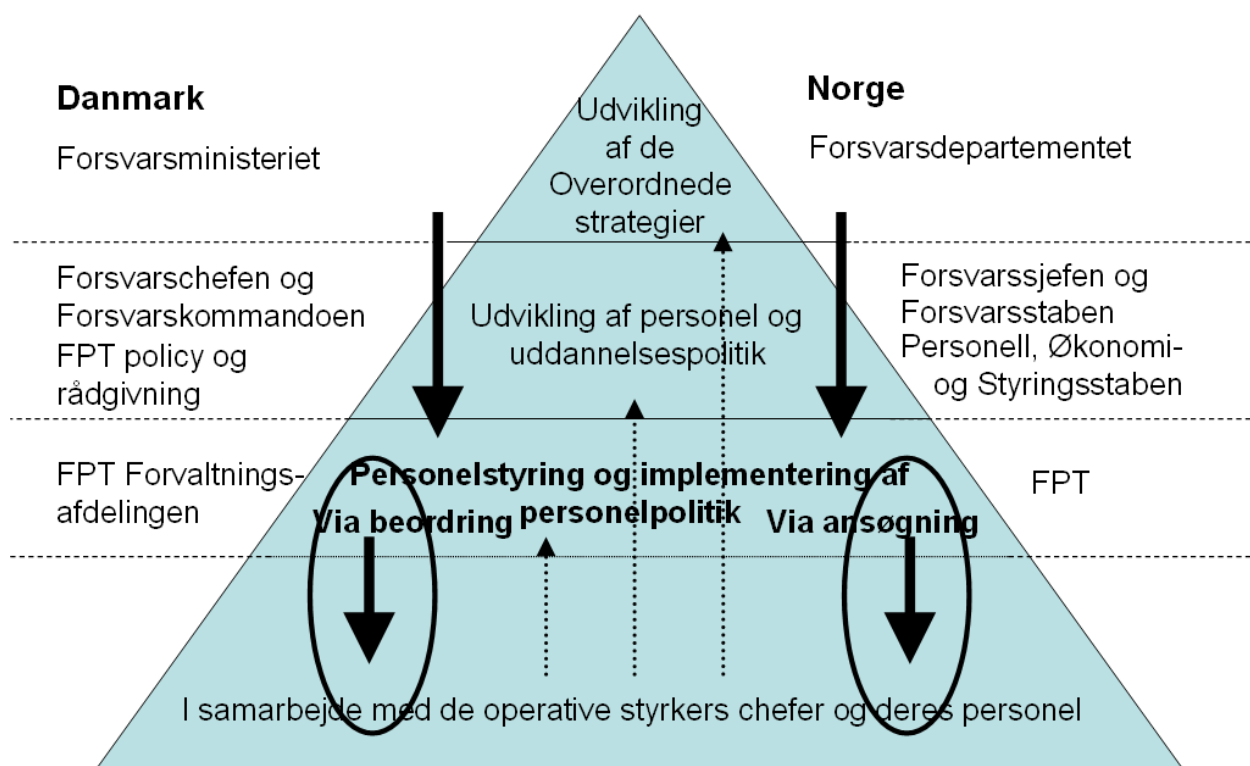 Danmark
Forsvarsministeriet
Udvikling
af de
Overordnede
strategier
Norge
Forsvarsdepartementet
Forsvarschefen og
Forsvarskommandoen
FPT policy og
rådgivning
Udvikling af personel og
uddannelsespolitik
Forsvarssjefen og
Forsvarsstaben
Personell, Økonomi-
og Styringsstaben
FPT Forvaltnings-
afdelingen
Personelstyring og implementering af
personelpolitik
Via beordring
Via ansøgning
FPT
I samarbejde med de operative styrkers chefer og deres personel